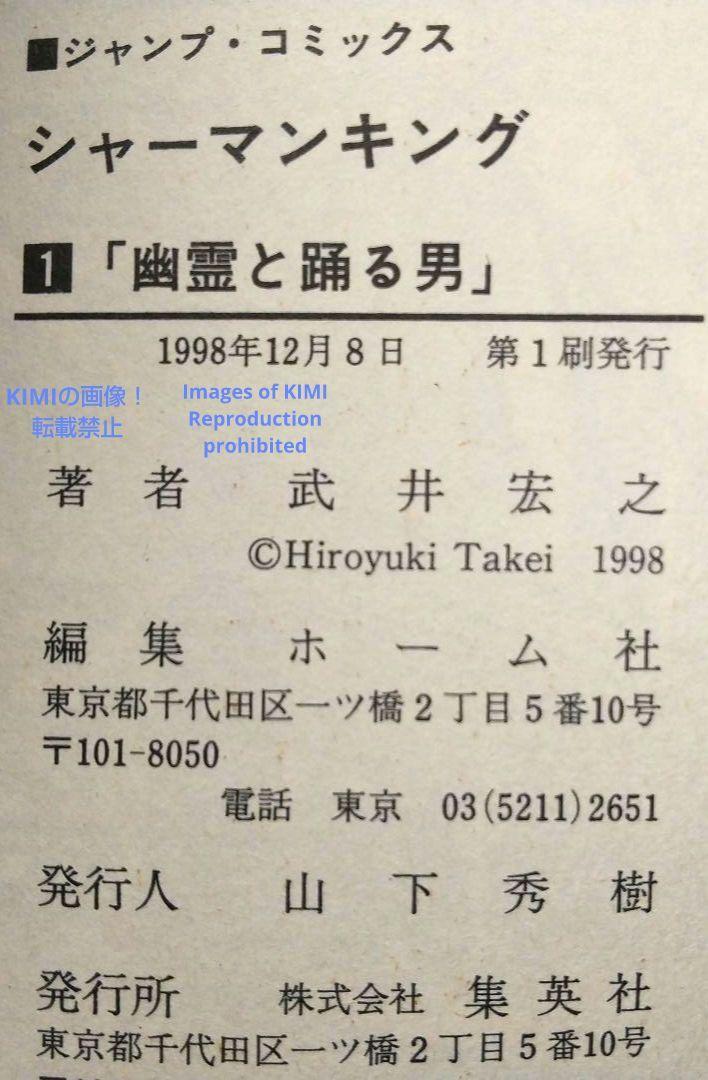 ■ジャンプ・コミックス
シャーマンキング
1「幽霊と踊る男」
1998年12月8日 第1刷発行
KIMIの画像！
転載禁止
Images of KIMI
Reproduction
prohibited
著者 武井宏之
©Hiroyuki Takei 1998
編集 ホーム社
東京都千代田区一ツ橋2丁目5番10号
〒101-8050
電話 東京 03(5211)2651
発行人 山下秀樹
発行所 株式会社 集英社
東京都千代田区一ツ橋2丁目5番10号